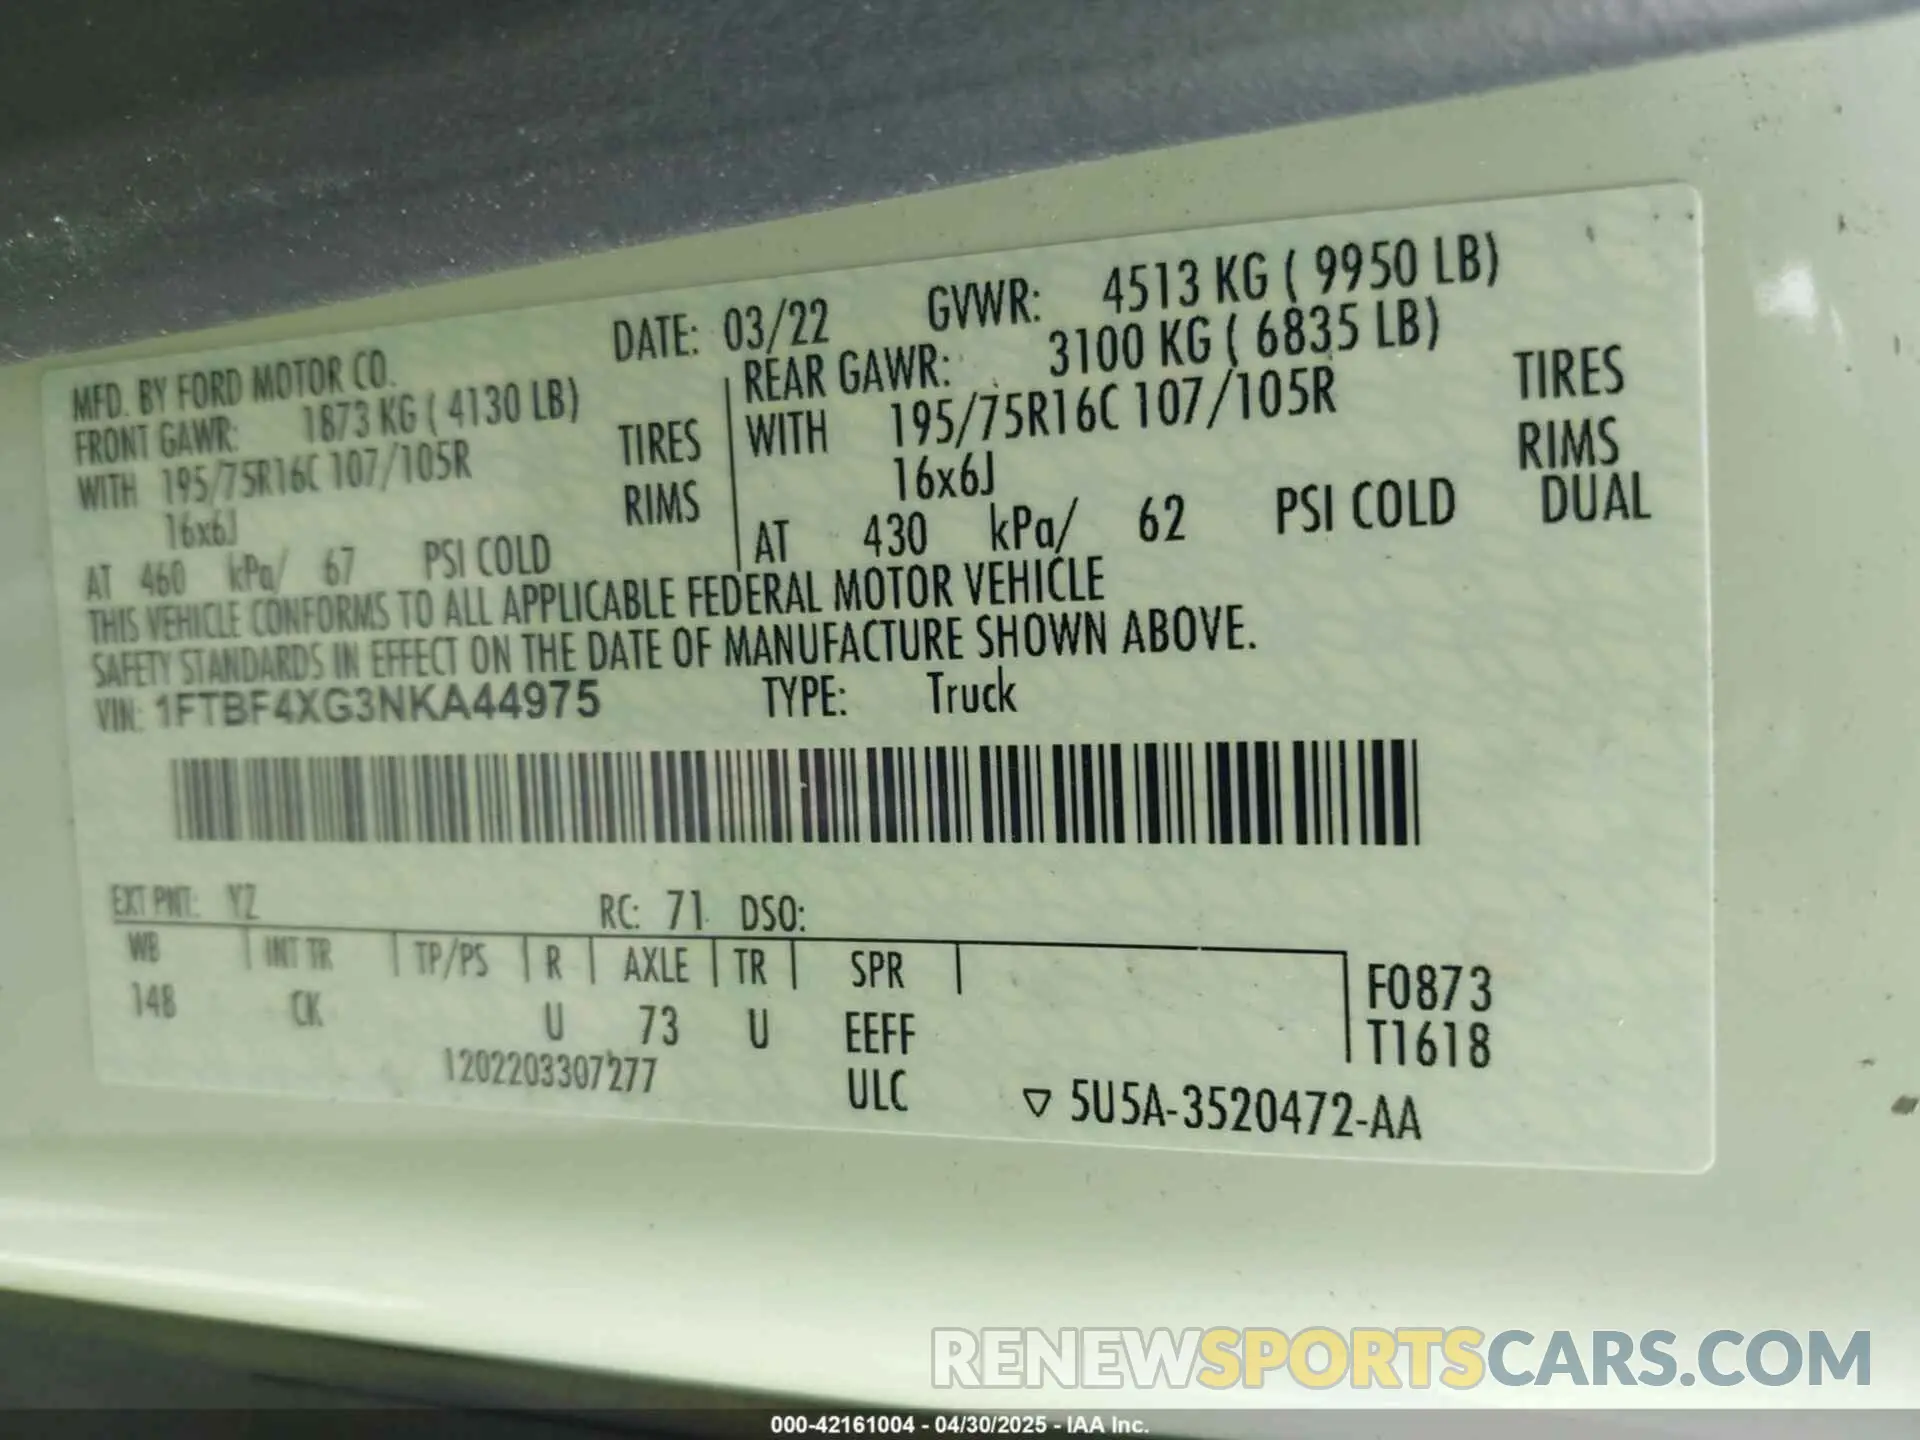 MFD. BY FORD MOTOR CO. DATE: 03/22 GVWR: 4513 KG ( 9950 LB)
FRONT GAWR: 1873 KG ( 4130 LB) REAR GAWR: 3100 KG ( 6835 LB)
WITH 195/75R16C 107/105R TIRES WITH 195/75R16C 107/105R TIRES
16x6J RIMS 16x6J RIMS
AT 460 kPa/ 67 PSI COLD AT 430 kPa/ 62 PSI COLD DUAL
THIS VEHICLE CONFORMS TO ALL APPLICABLE FEDERAL MOTOR VEHICLE
SAFETY STANDARDS IN EFFECT ON THE DATE OF MANUFACTURE SHOWN ABOVE.
VIN: 1FTBF4XG3NKA44975 TYPE: Truck
EXT PNT: YZ RC: 71 DSO:
WB INT TR TP/PS R AXLE TR SPR F0873
148 CK U 73 U EEFF T1618
1202203307277 ULC ▽ 5U5A-3520472-AA
RENEWSPORTSCARS.COM
000-42161004 - 04/30/2025 - IAA Inc.